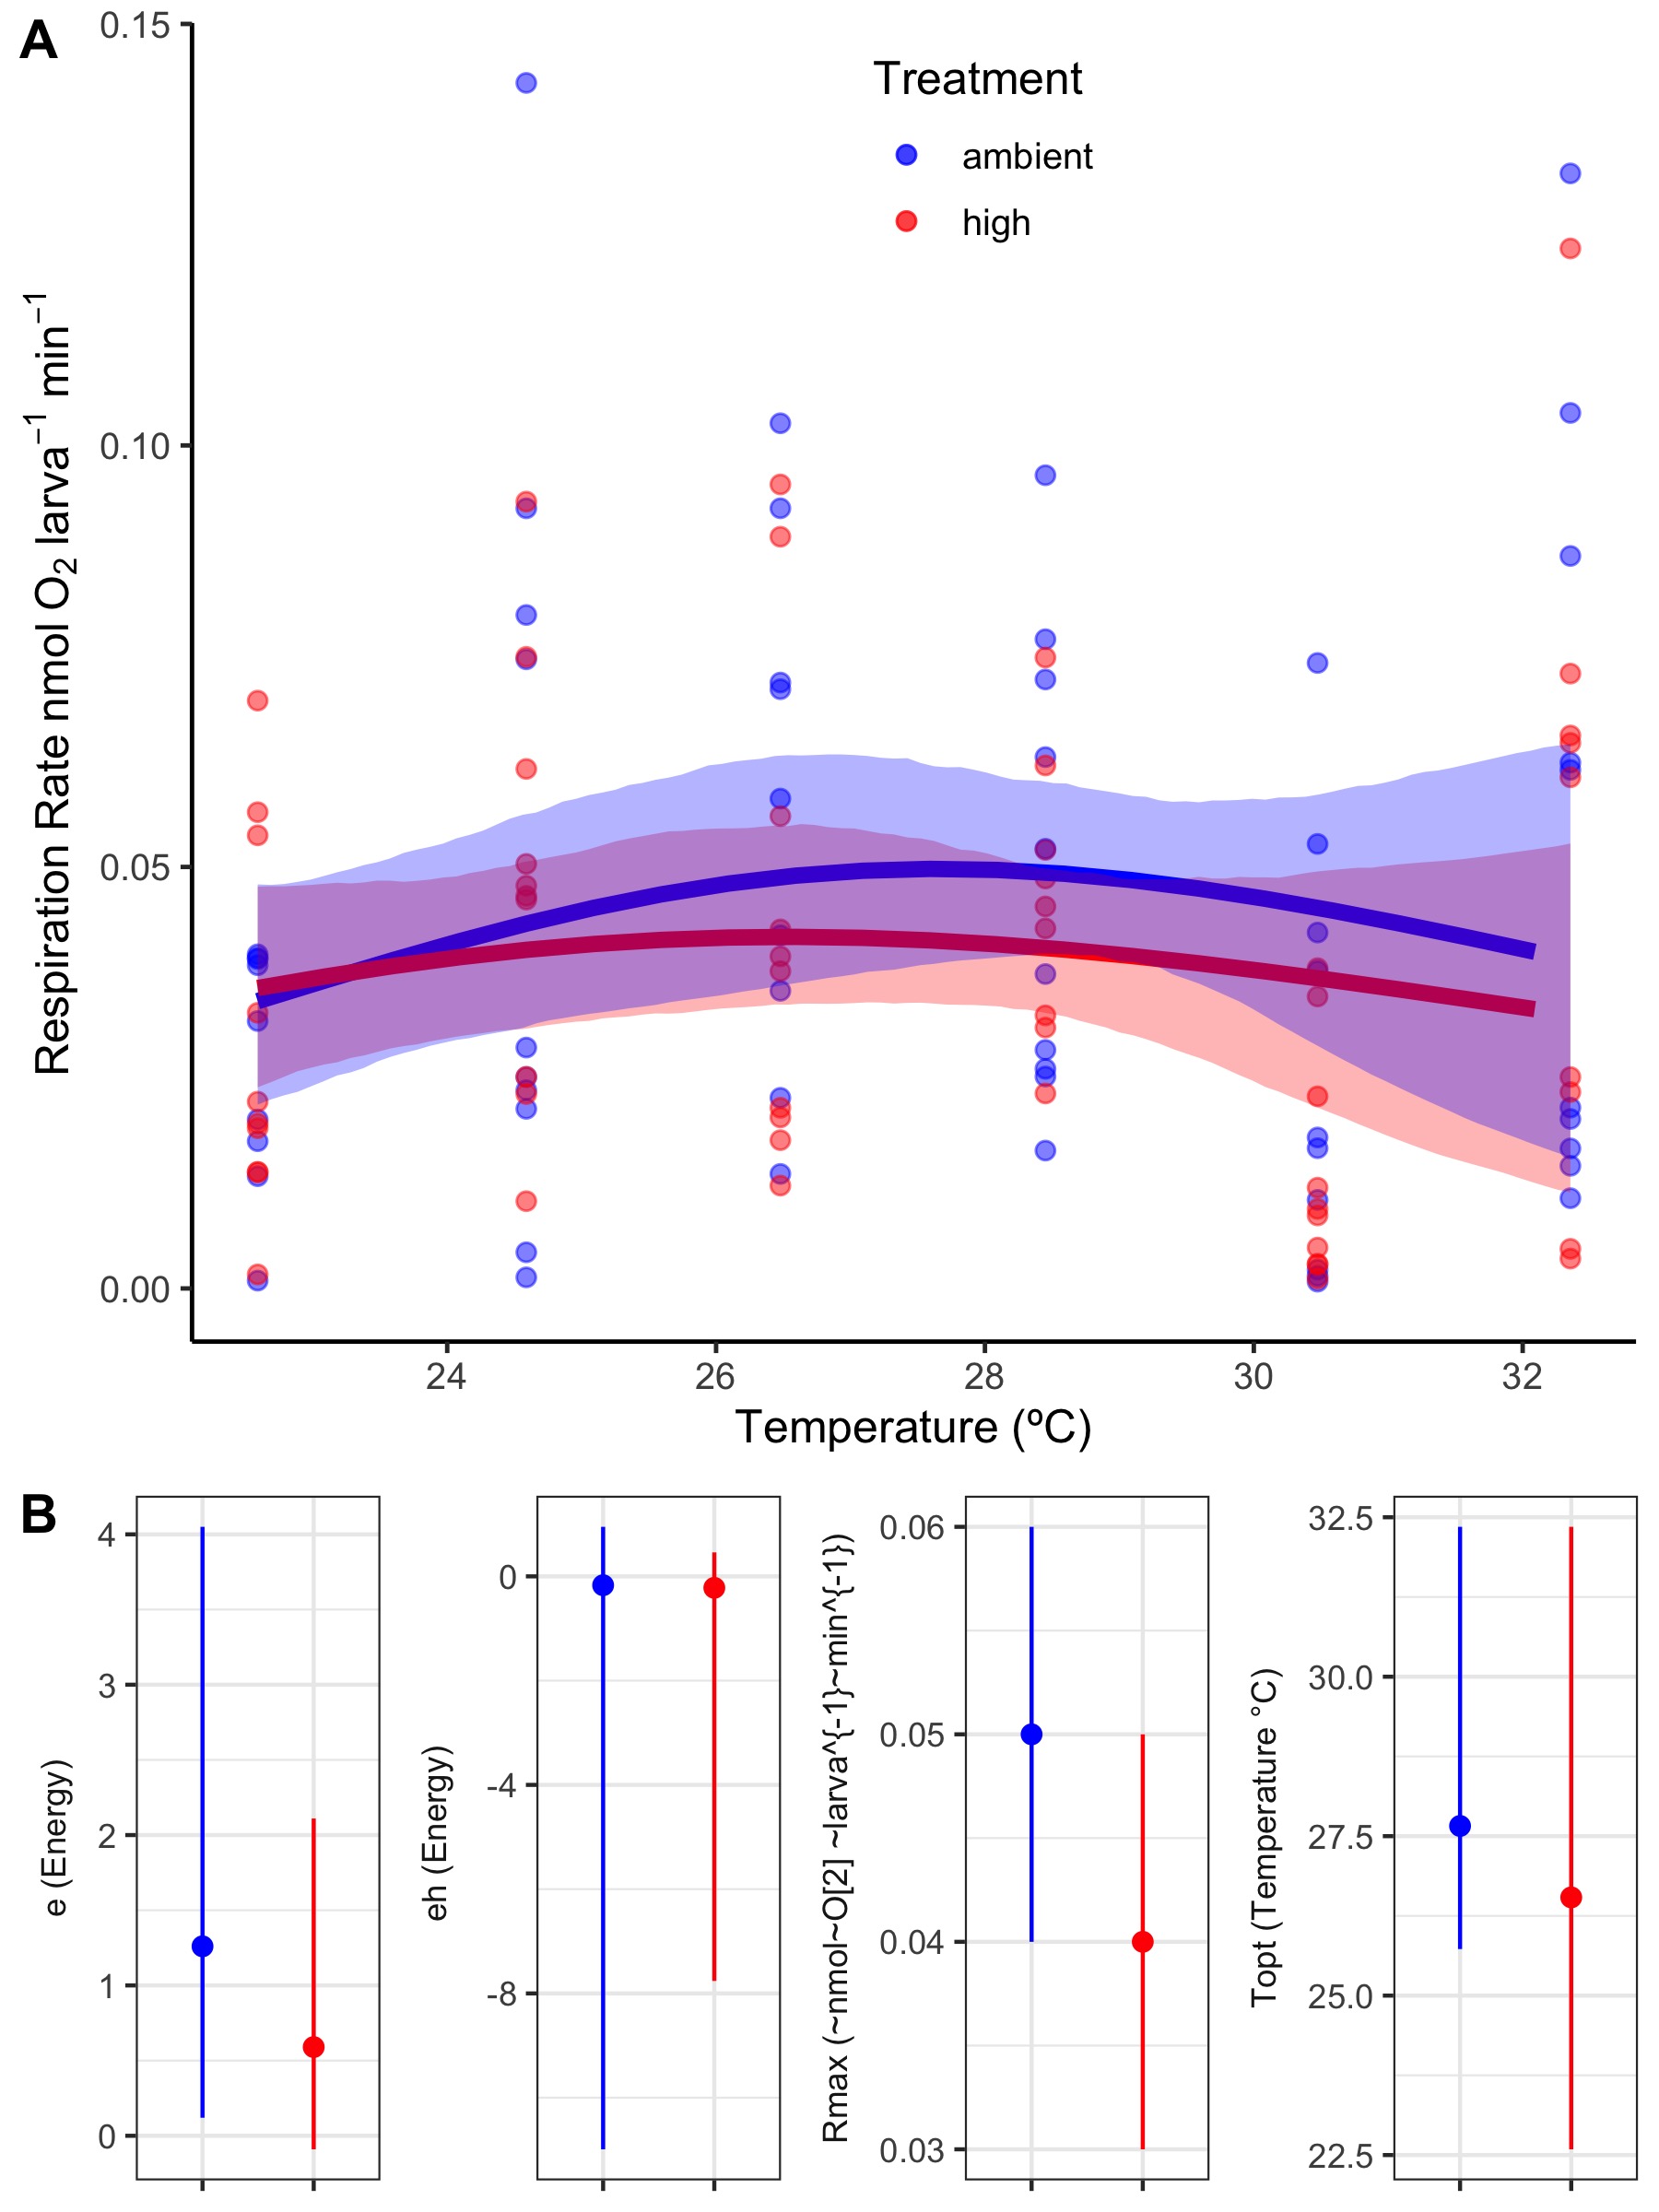 A
Treatment
ambient
high
Respiration Rate nmol O₂ larva⁻¹ min⁻¹
0.15
0.10
0.05
0.00
24 26 28 30 32
Temperature (ºC)
B
e (Energy)
4
3
2
1
0
eh (Energy)
0
-4
-8
Rmax (~nmol~O[2] ~larva^{-1}~min^{-1})
0.06
0.05
0.04
0.03
Topt (Temperature °C)
32.5
30.0
27.5
25.0
22.5